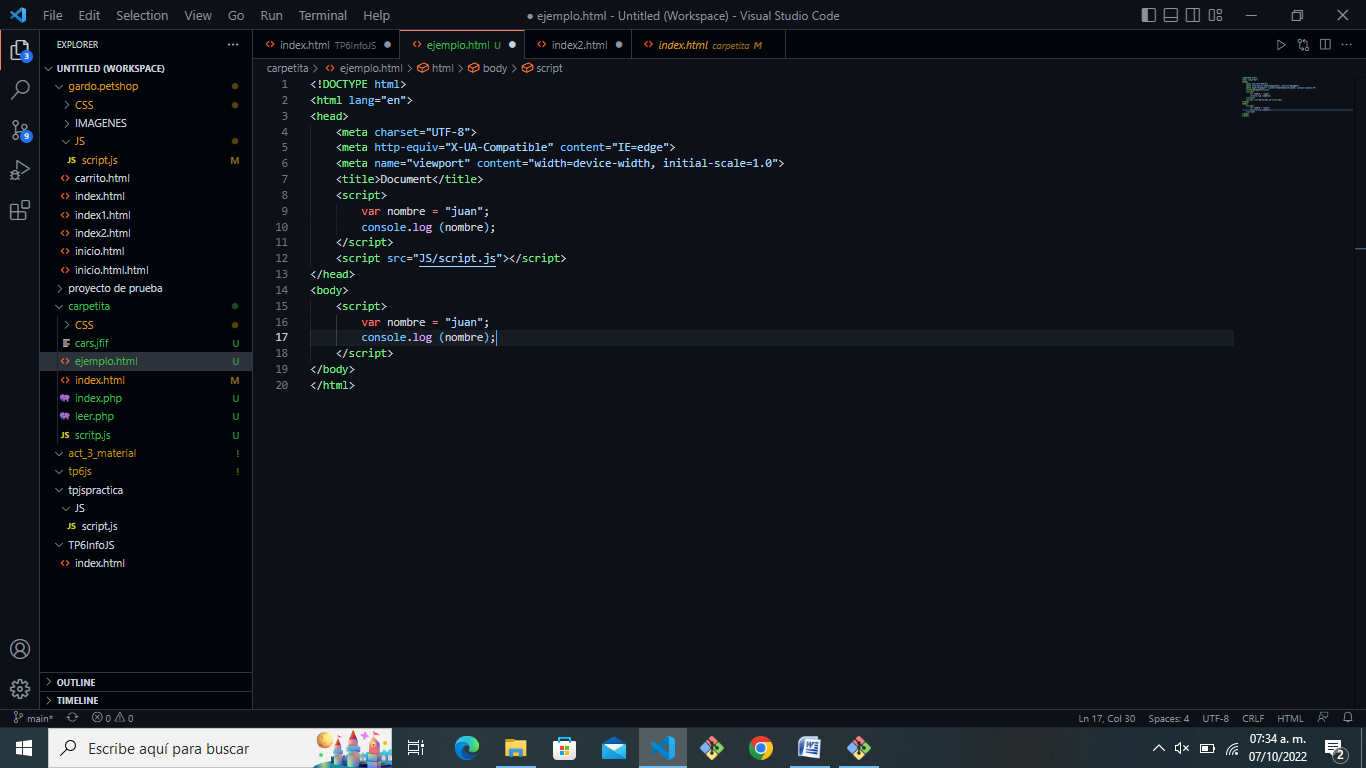 File Edit Selection View Go Run Terminal Help
● ejemplo.html - Untitled (Workspace) - Visual Studio Code
EXPLORER
UNTITLED (WORKSPACE)
gardo.petshop
CSS
IMAGENES
JS
JS script.js M
carrito.html
index.html
index1.html
index2.html
inicio.html
inicio.html.html
proyecto de prueba
carpetita
CSS
cars.jfif U
ejemplo.html U
index.html M
index.php U
leer.php U
JS scritp.js U
act_3_material !
tp6js !
tpjspractica
JS
JS script.js
TP6InfoJS
index.html
OUTLINE
TIMELINE
index.html TP6InfoJS ●
ejemplo.html U ●
index2.html ●
index.html carpetita M
carpetita > ejemplo.html > html > body > script
1 <!DOCTYPE html>
2 <html lang="en">
3 <head>
4 <meta charset="UTF-8">
5 <meta http-equiv="X-UA-Compatible" content="IE=edge">
6 <meta name="viewport" content="width=device-width, initial-scale=1.0">
7 <title>Document</title>
8 <script>
9 var nombre = "juan";
10 console.log (nombre);
11 </script>
12 <script src="JS/script.js"></script>
13 </head>
14 <body>
15 <script>
16 var nombre = "juan";
17 console.log (nombre);
18 </script>
19 </body>
20 </html>
3
9
main* 0 0
Ln 17, Col 30 Spaces: 4 UTF-8 CRLF HTML
Escribe aquí para buscar
07:34 a. m.
07/10/2022
2